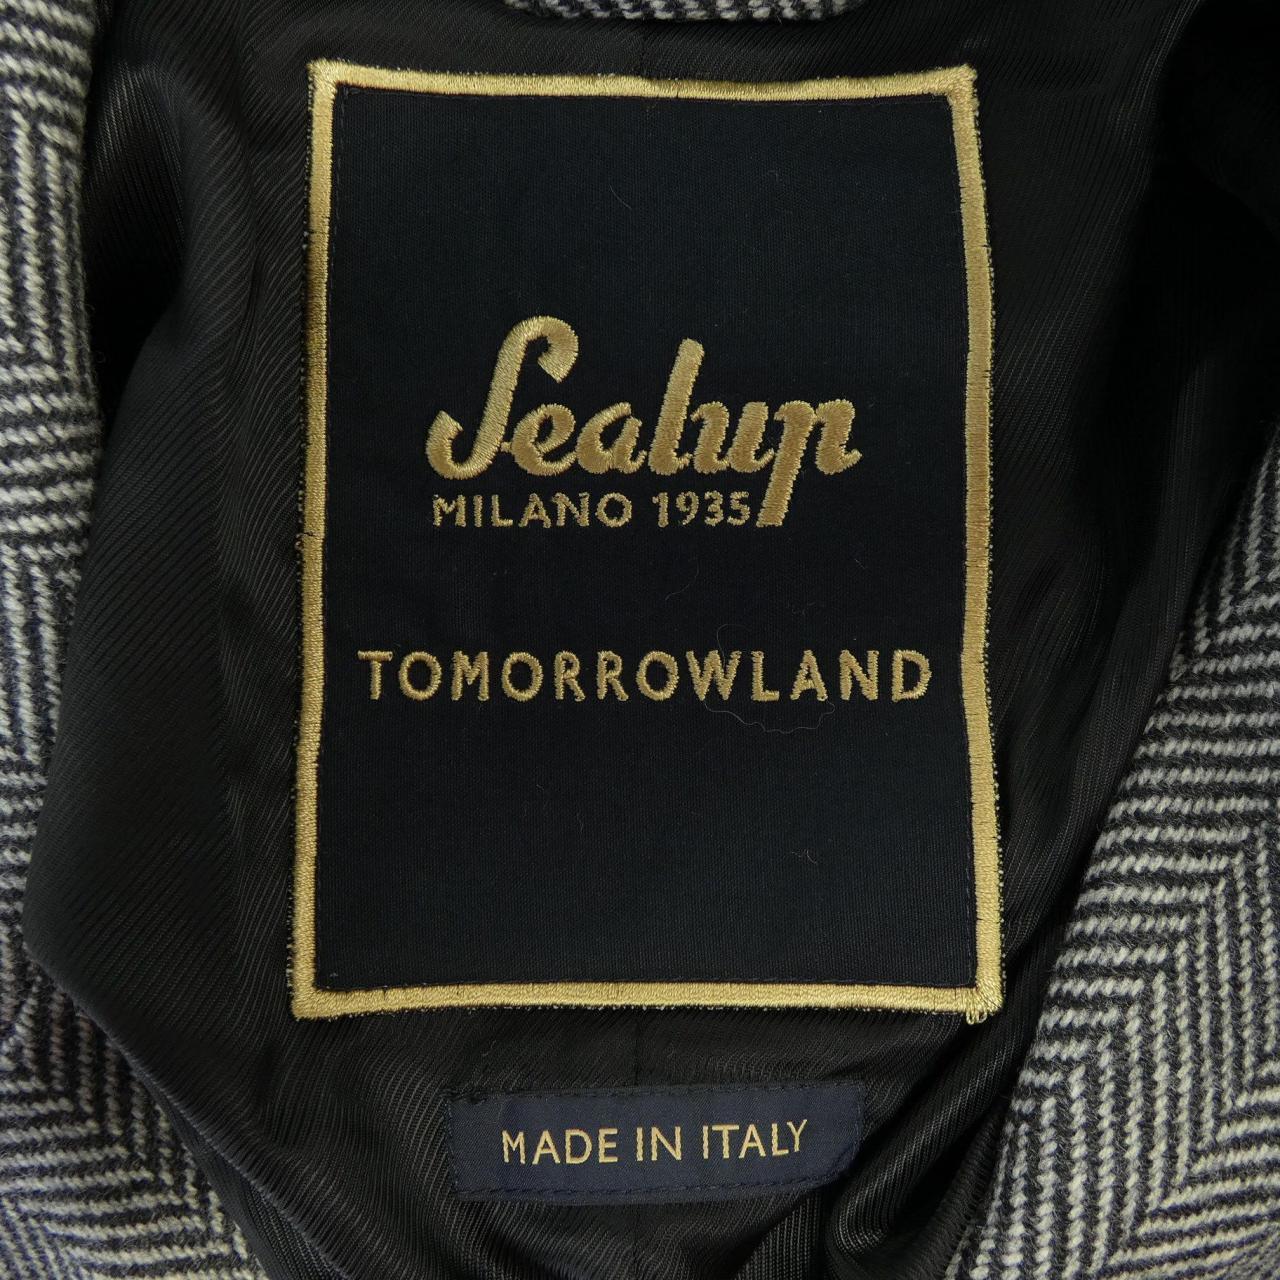 Sealup
MILANO 1935
TOMORROWLAND
MADE IN ITALY